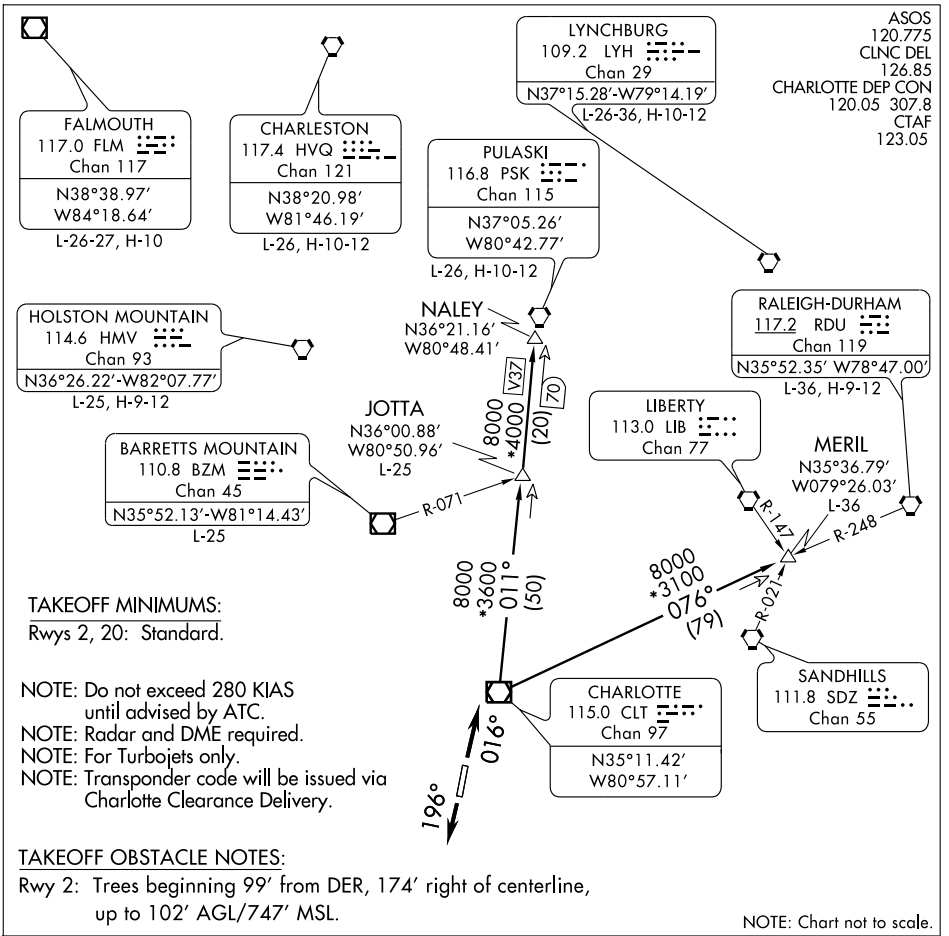 ASOS
120.775
CLNC DEL
126.85
CHARLOTTE DEP CON
120.05 307.8
CTAF
123.05
FALMOUTH
117.0 FLM
Chan 117
N38°38.97'
W84°18.64'
L-26-27, H-10
CHARLESTON
117.4 HVQ
Chan 121
N38°20.98'
W81°46.19'
L-26, H-10-12
LYNCHBURG
109.2 LYH
Chan 29
N37°15.28'-W79°14.19'
L-26-36, H-10-12
PULASKI
116.8 PSK
Chan 115
N37°05.26'
W80°42.77'
L-26, H-10-12
HOLSTON MOUNTAIN
114.6 HMV
Chan 93
N36°26.22'-W82°07.77'
L-25, H-9-12
NALEY
N36°21.16'
W80°48.41'
RALEIGH-DURHAM
117.2 RDU
Chan 119
N35°52.35' W78°47.00'
L-36, H-9-12
8000
*4000
(20)
V37
70
JOTTA
N36°00.88'
W80°50.96'
L-25
LIBERTY
113.0 LIB
Chan 77
MERIL
N35°36.79'
W079°26.03'
L-36
BARRETTS MOUNTAIN
110.8 BZM
Chan 45
N35°52.13'-W81°14.43'
L-25
R-071
R-147
R-248
R-021
8000
*3600
011°
(50)
8000
*3100
076°
(79)
SANDHILLS
111.8 SDZ
Chan 55
CHARLOTTE
115.0 CLT
Chan 97
N35°11.42'
W80°57.11'
016°
196°
TAKEOFF MINIMUMS:
Rwys 2, 20: Standard.
NOTE: Do not exceed 280 KIAS
until advised by ATC.
NOTE: Radar and DME required.
NOTE: For Turbojets only.
NOTE: Transponder code will be issued via
Charlotte Clearance Delivery.
TAKEOFF OBSTACLE NOTES:
Rwy 2: Trees beginning 99' from DER, 174' right of centerline,
up to 102' AGL/747' MSL.
NOTE: Chart not to scale.